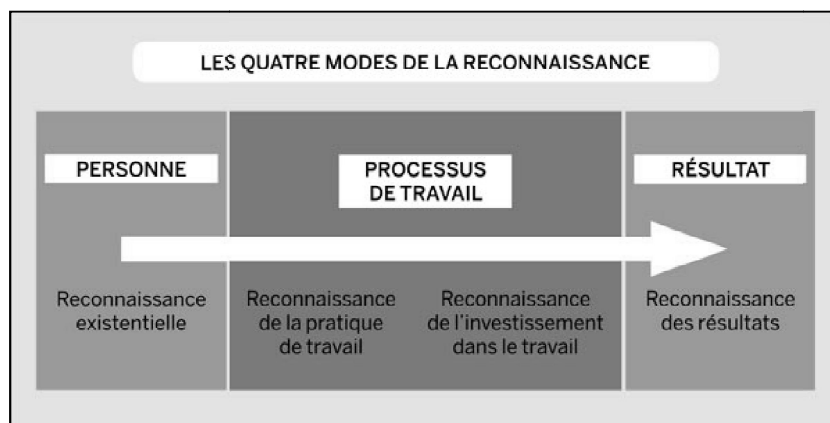 LES QUATRE MODES DE LA RECONNAISSANCE
PERSONNE
PROCESSUS
DE TRAVAIL
RÉSULTAT
Reconnaissance
existentielle
Reconnaissance
de la pratique
de travail
Reconnaissance
de l'investissement
dans le travail
Reconnaissance
des résultats